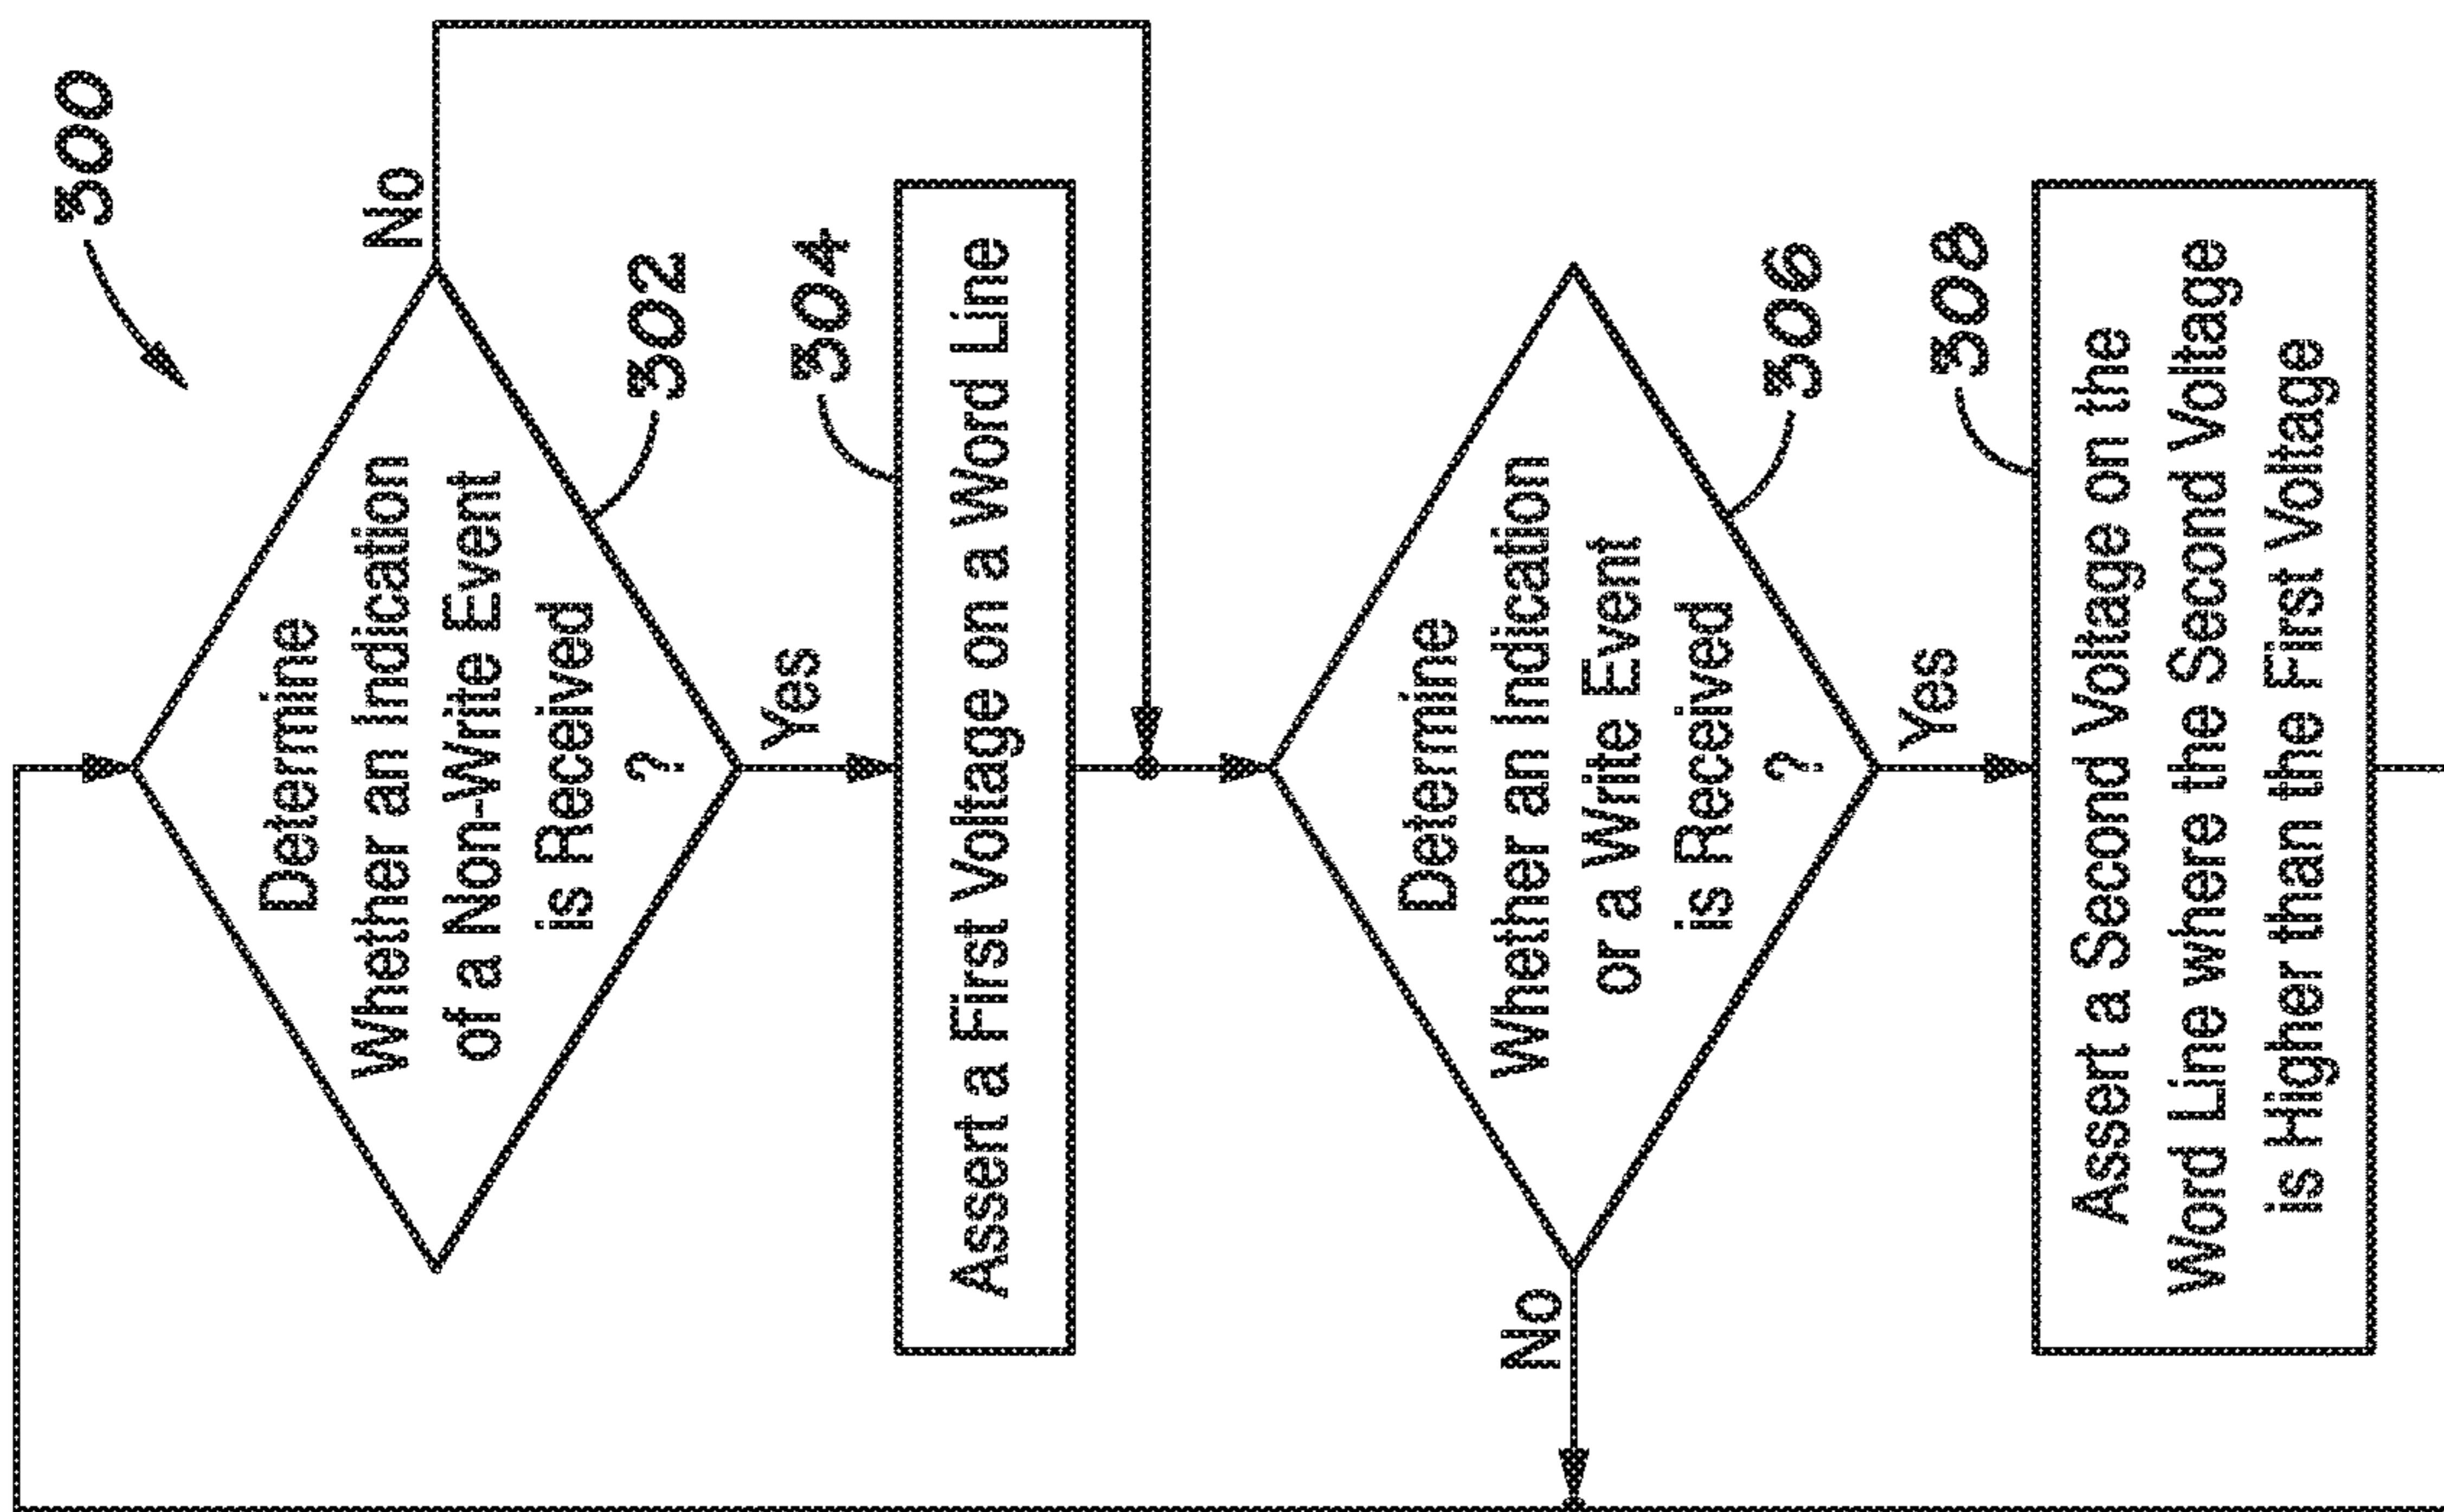 300
Determine
Whether an Indication
of a Non-Write Event
is Received
?
302
No
Yes
304
Assert a First Voltage on a Word Line
Determine
Whether an Indication
or a Write Event
is Received
?
306
No
Yes
308
Assert a Second Voltage on the
Word Line where the Second Voltage
is Higher than the First Voltage